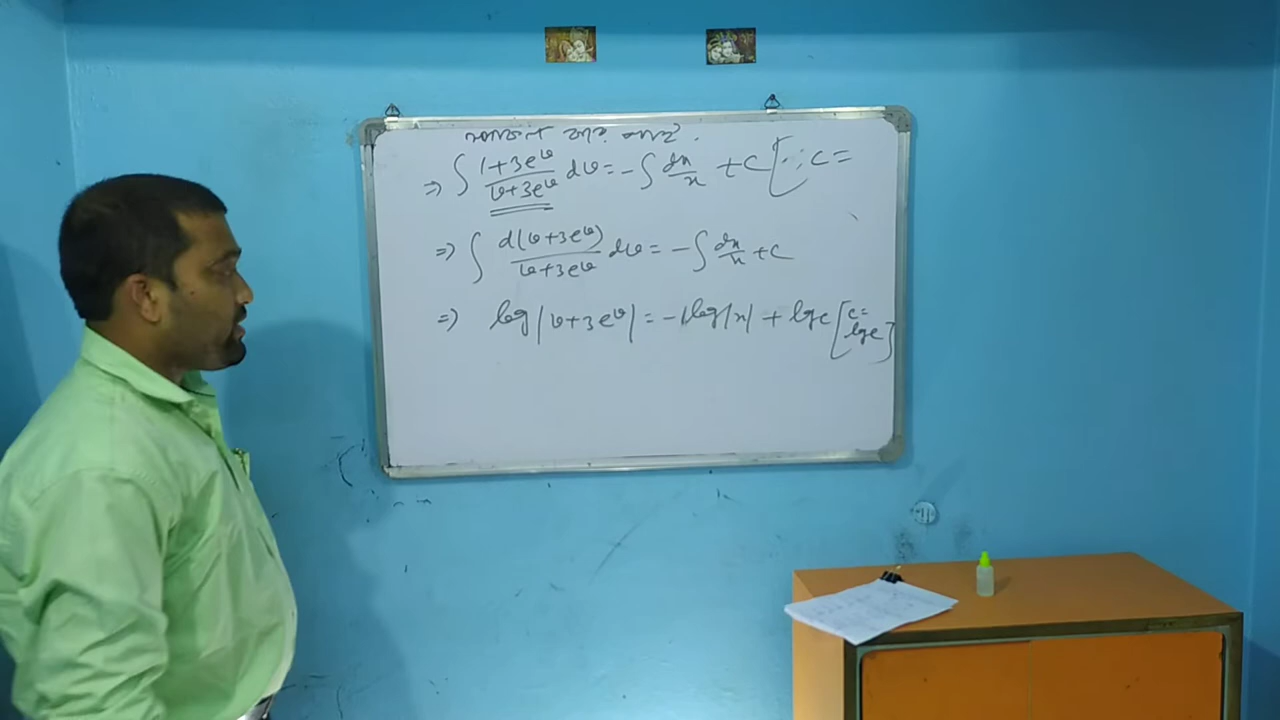 ⇒ ∫ (1+3e^v)/(v+3e^v) dv = -∫ dx/x + C [∵ C =
⇒ ∫ d(v+3e^v)/(v+3e^v) dv = -∫ dx/x + C
⇒ log|v+3e^v| = - log|x| + log c [c = log c]